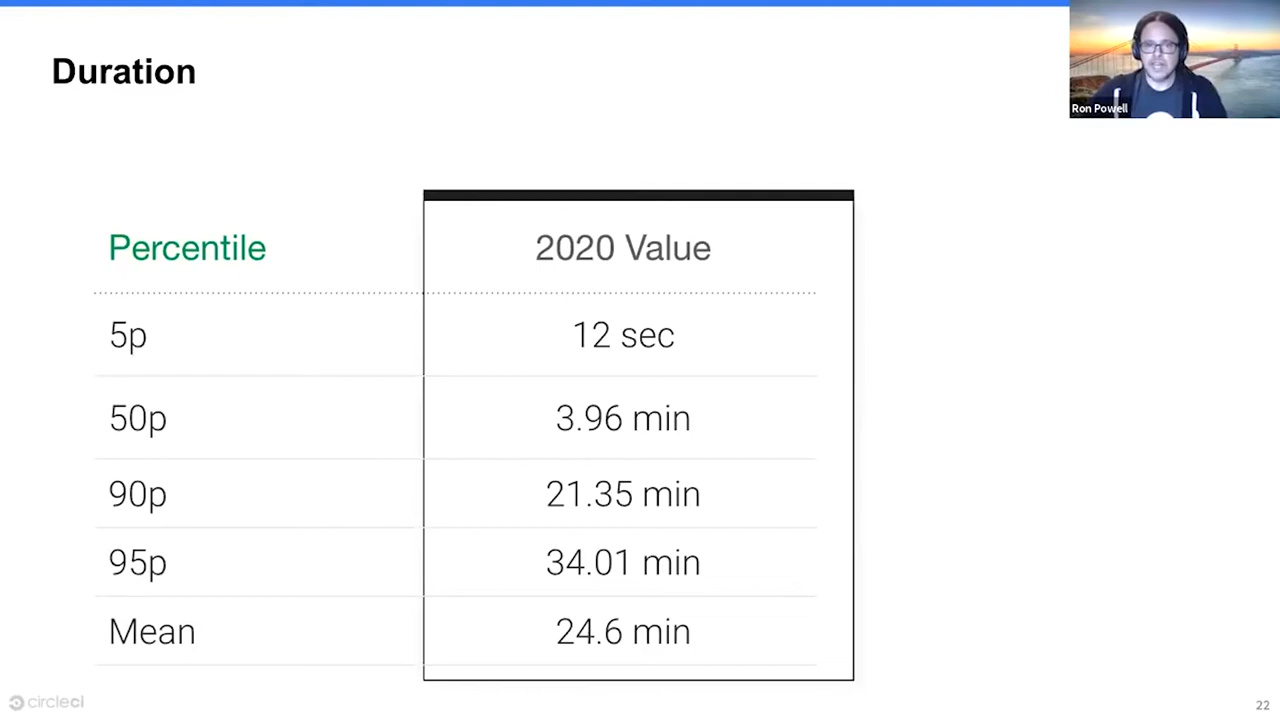 Duration
Ron Powell
Percentile 2020 Value
5p 12 sec
50p 3.96 min
90p 21.35 min
95p 34.01 min
Mean 24.6 min
circleci
22